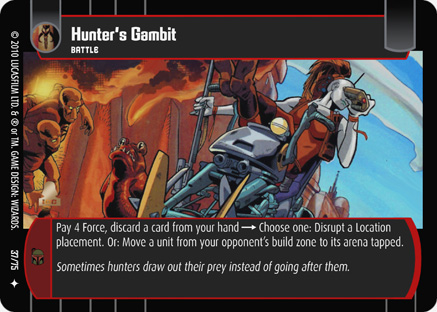 Hunter's Gambit
BATTLE
Pay 4 Force, discard a card from your hand → Choose one: Disrupt a Location
placement. Or: Move a unit from your opponent's build zone to its arena tapped.
Sometimes hunters draw out their prey instead of going after them.
© 2010 LUCASFILM LTD. & ® or TM. GAME DESIGN: WIZARDS.
37/75